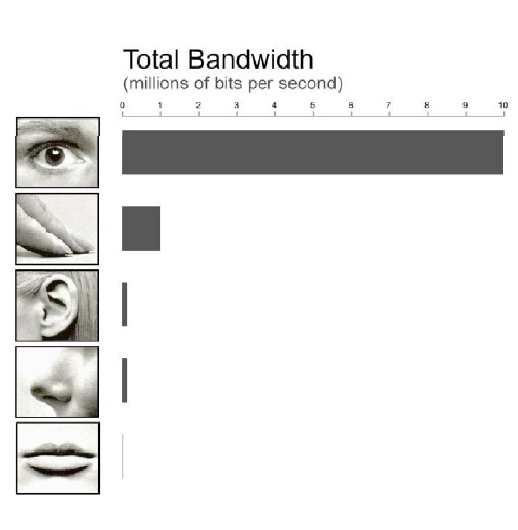 Total Bandwidth
(millions of bits per second)
0 1 2 3 4 5 6 7 8 9 10